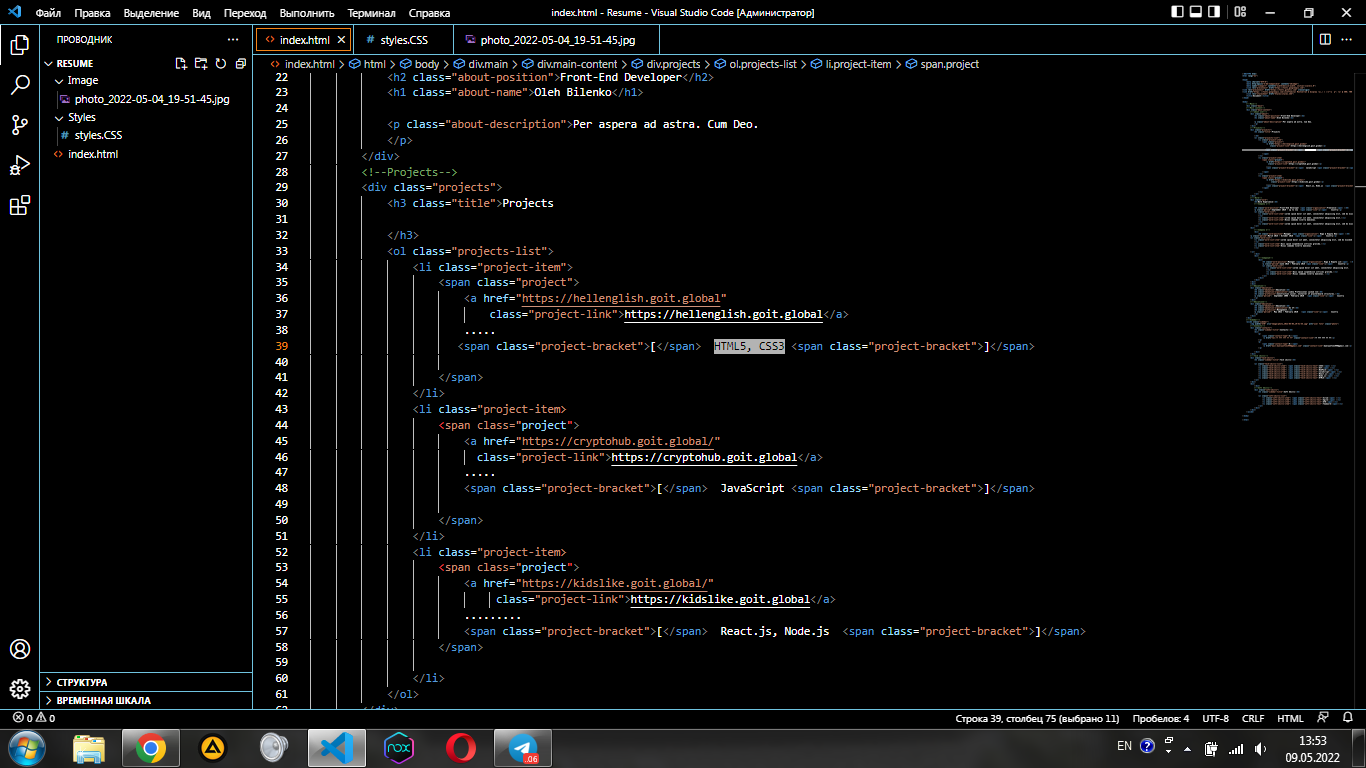 Файл Правка Выделение Вид Переход Выполнить Терминал Справка
index.html - Resume - Visual Studio Code [Администратор]
ПРОВОДНИК
index.html
styles.CSS
photo_2022-05-04_19-51-45.jpg
RESUME
Image
photo_2022-05-04_19-51-45.jpg
Styles
styles.CSS
index.html
index.html > html > body > div.main > div.main-content > div.projects > ol.projects-list > li.project-item > span.project
22 <h2 class="about-position">Front-End Developer</h2>
23 <h1 class="about-name">Oleh Bilenko</h1>
24
25 <p class="about-description">Per aspera ad astra. Cum Deo.
26 </p>
27 </div>
28 <!--Projects-->
29 <div class="projects">
30 <h3 class="title">Projects
31
32 </h3>
33 <ol class="projects-list">
34 <li class="project-item">
35 <span class="project">
36 <a href="https://hellenglish.goit.global"
37 class="project-link">https://hellenglish.goit.global</a>
38 .....
39 <span class="project-bracket">[</span> HTML5, CSS3 <span class="project-bracket">]</span>
40
41 </span>
42 </li>
43 <li class="project-item>
44 <span class="project">
45 <a href="https://cryptohub.goit.global/"
46 class="project-link">https://cryptohub.goit.global</a>
47 .....
48 <span class="project-bracket">[</span> JavaScript <span class="project-bracket">]</span>
49
50 </span>
51 </li>
52 <li class="project-item>
53 <span class="project">
54 <a href="https://kidslike.goit.global/"
55 class="project-link">https://kidslike.goit.global</a>
56 .........
57 <span class="project-bracket">[</span> React.js, Node.js <span class="project-bracket">]</span>
58 </span>
59
60 </li>
61 </ol>
СТРУКТУРА
ВРЕМЕННАЯ ШКАЛА
0 0
Строка 39, столбец 75 (выбрано 11) Пробелов: 4 UTF-8 CRLF HTML
nox
..06
EN
13:53
09.05.2022